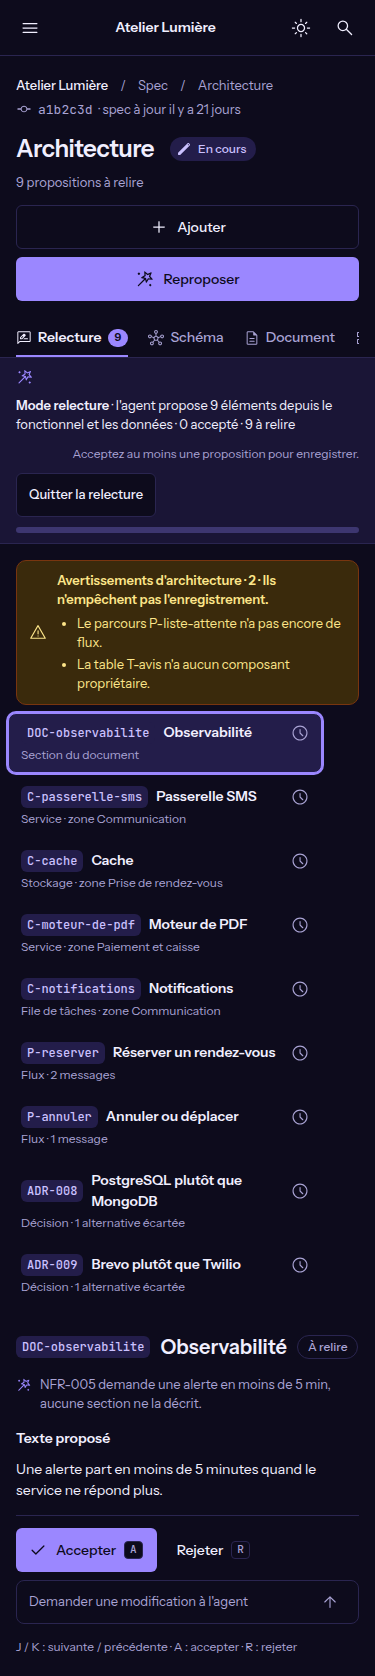 Atelier Lumière
Atelier Lumière / Spec / Architecture
a1b2c3d · spec à jour il y a 21 jours
Architecture En cours
9 propositions à relire
Ajouter
Reproposer
Relecture 9 Schéma Document
Mode relecture · l'agent propose 9 éléments depuis le
fonctionnel et les données · 0 accepté · 9 à relire
Acceptez au moins une proposition pour enregistrer.
Quitter la relecture
Avertissements d'architecture · 2 · Ils
n'empêchent pas l'enregistrement.
• Le parcours P-liste-attente n'a pas encore de
flux.
• La table T-avis n'a aucun composant
propriétaire.
DOC-observabilite Observabilité
Section du document
C-passerelle-sms Passerelle SMS
Service · zone Communication
C-cache Cache
Stockage · zone Prise de rendez-vous
C-moteur-de-pdf Moteur de PDF
Service · zone Paiement et caisse
C-notifications Notifications
File de tâches · zone Communication
P-reserver Réserver un rendez-vous
Flux · 2 messages
P-annuler Annuler ou déplacer
Flux · 1 message
ADR-008 PostgreSQL plutôt que
MongoDB
Décision · 1 alternative écartée
ADR-009 Brevo plutôt que Twilio
Décision · 1 alternative écartée
DOC-observabilite Observabilité À relire
NFR-005 demande une alerte en moins de 5 min,
aucune section ne la décrit.
Texte proposé
Une alerte part en moins de 5 minutes quand le
service ne répond plus.
Accepter A Rejeter R
Demander une modification à l'agent
J / K : suivante / précédente · A : accepter · R : rejeter